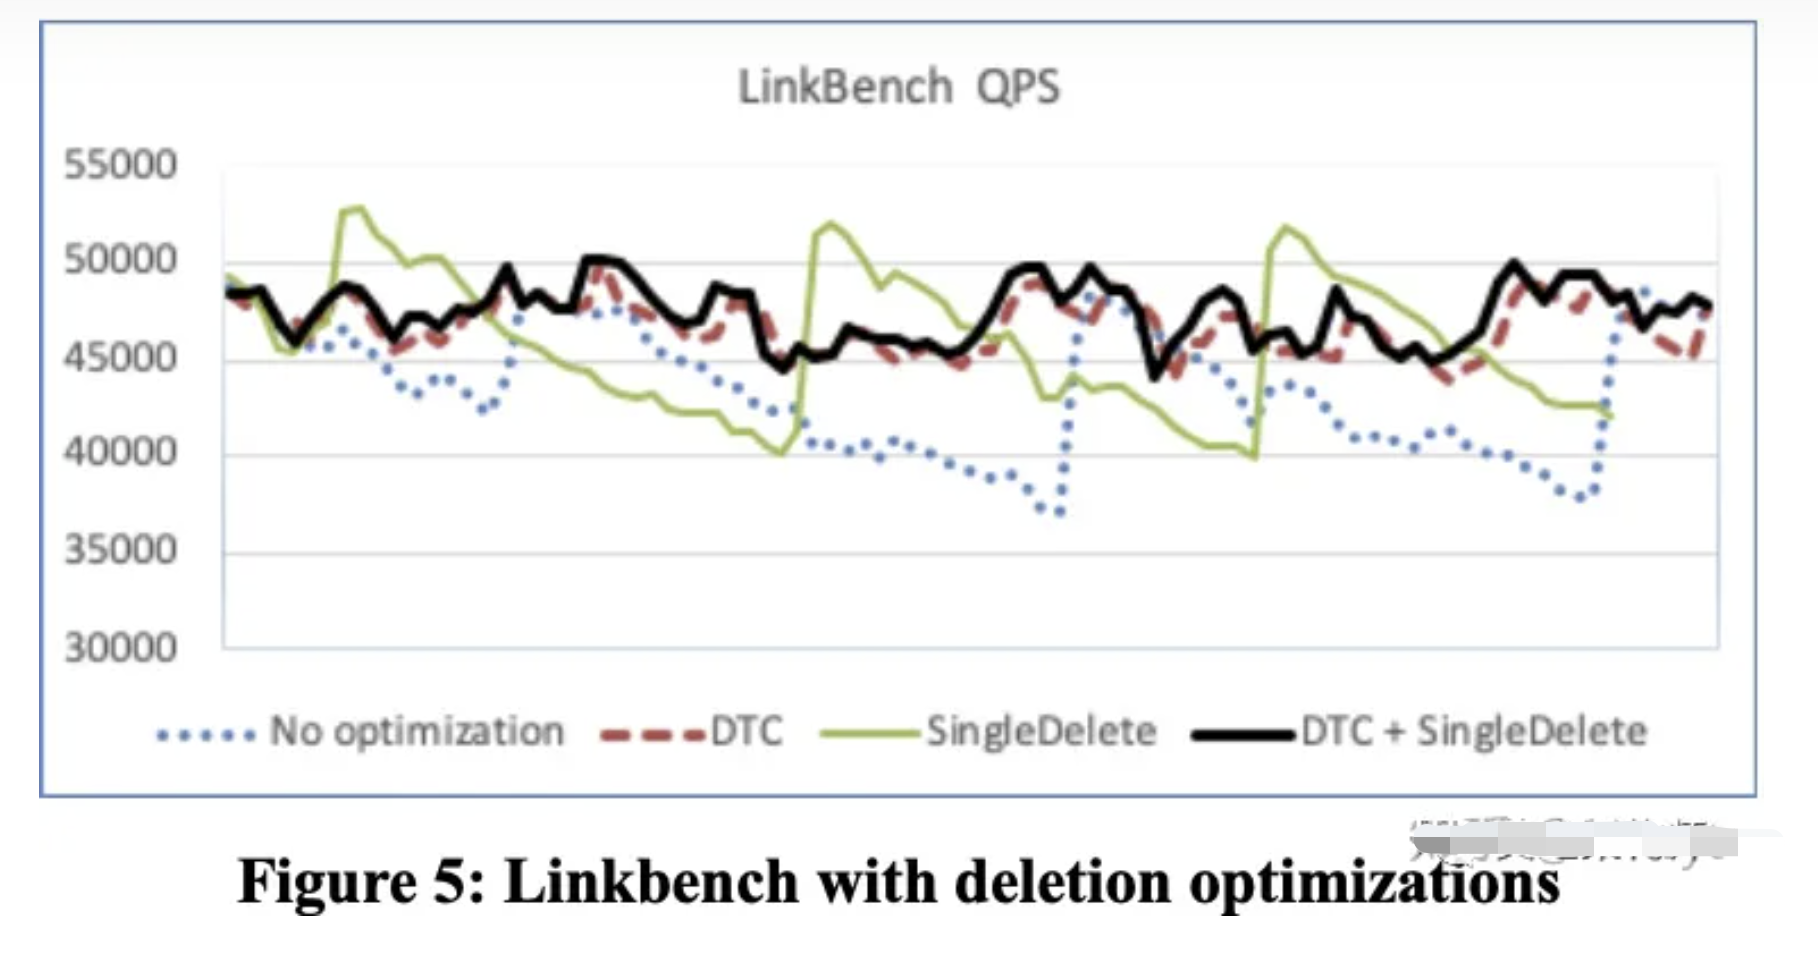 LinkBench QPS
55000
50000
45000
40000
35000
30000
No optimization DTC SingleDelete DTC + SingleDelete
Figure 5: Linkbench with deletion optimizations